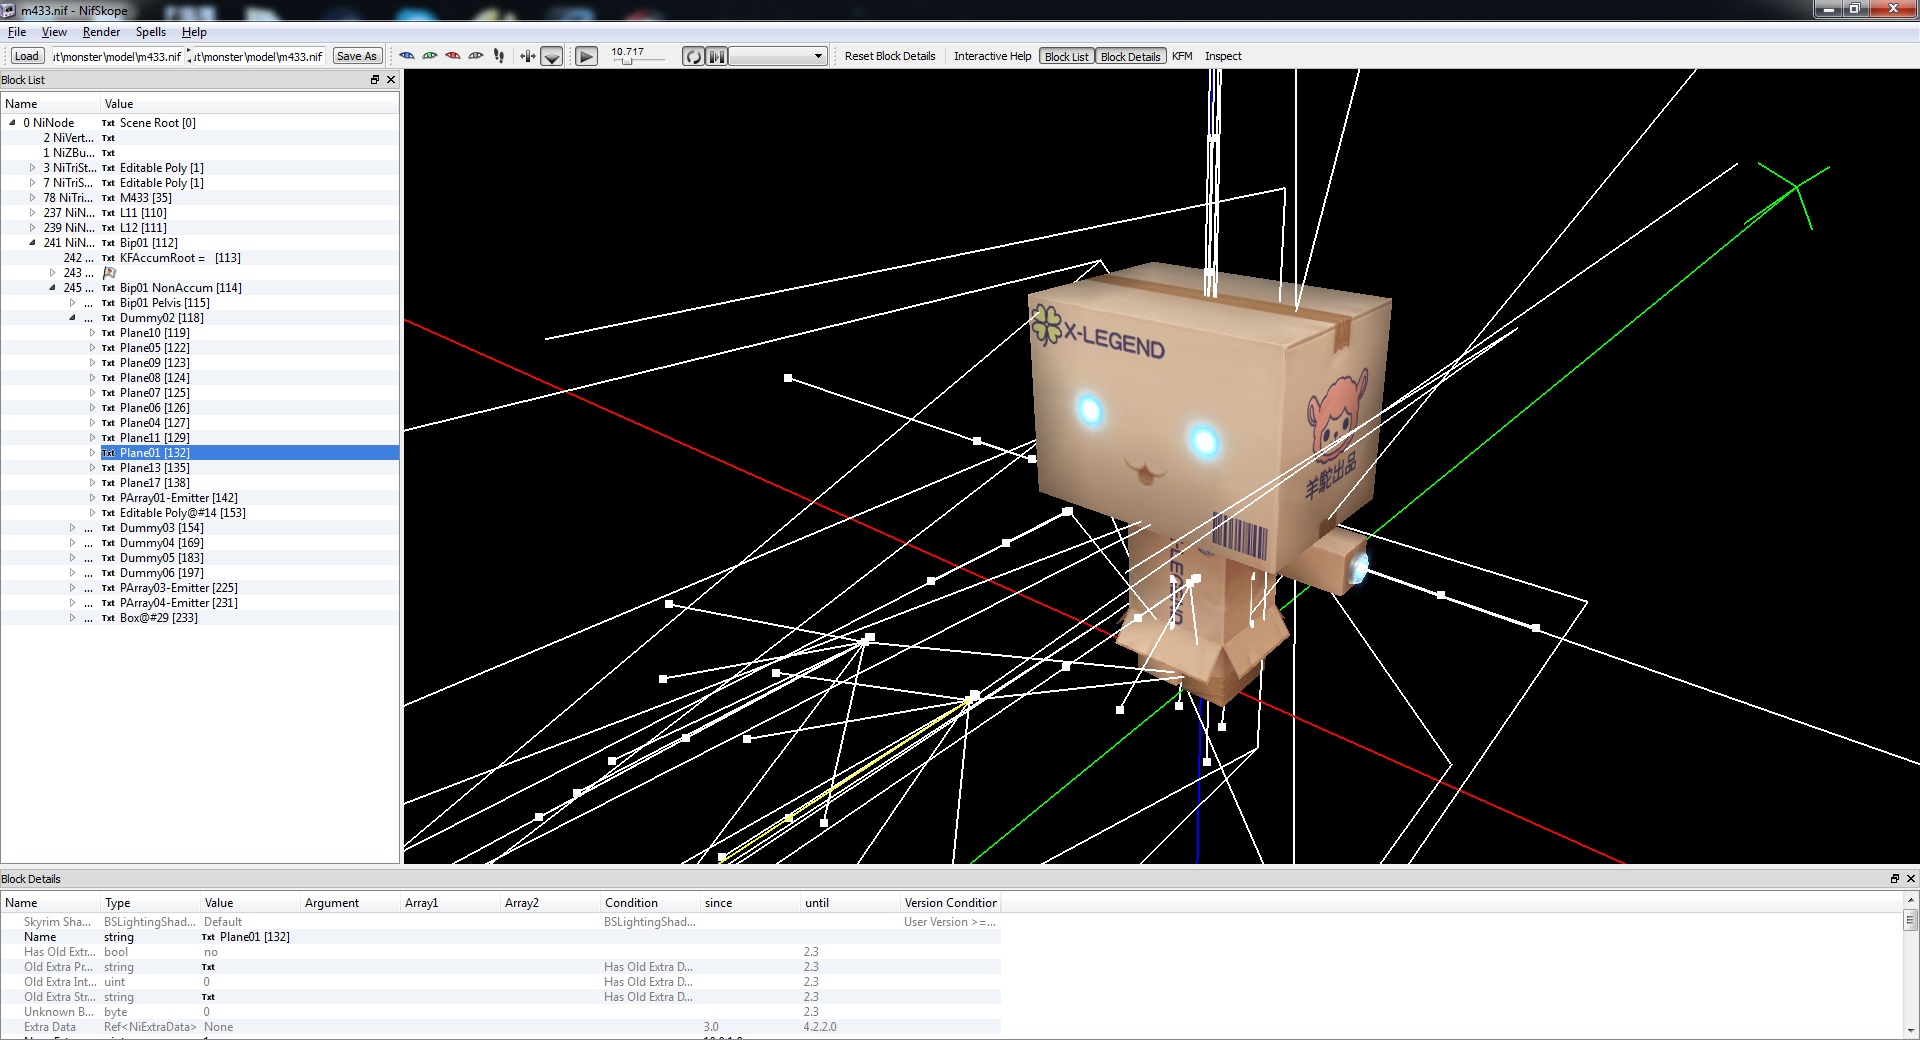 m433.nif - NifSkope
File View Render Spells Help
Load ıt\monster\model\m433.nif ıt\monster\model\m433.nif Save As 10.717 Reset Block Details Interactive Help Block List Block Details KFM Inspect
Block List
Name Value
0 NiNode Txt Scene Root [0]
2 NiVert... Txt
1 NiZBu... Txt
3 NiTriSt... Txt Editable Poly [1]
7 NiTriS... Txt Editable Poly [1]
78 NiTri... Txt M433 [35]
237 NiN... Txt L11 [110]
239 NiN... Txt L12 [111]
241 NiN... Txt Bip01 [112]
242 ... Txt KFAccumRoot = [113]
243 ...
245 ... Txt Bip01 NonAccum [114]
... Txt Bip01 Pelvis [115]
... Txt Dummy02 [118]
Txt Plane10 [119]
Txt Plane05 [122]
Txt Plane09 [123]
Txt Plane08 [124]
Txt Plane07 [125]
Txt Plane06 [126]
Txt Plane04 [127]
Txt Plane11 [129]
Txt Plane01 [132]
Txt Plane13 [135]
Txt Plane17 [138]
Txt PArray01-Emitter [142]
Txt Editable Poly@#14 [153]
... Txt Dummy03 [154]
... Txt Dummy04 [169]
... Txt Dummy05 [183]
... Txt Dummy06 [197]
... Txt PArray03-Emitter [225]
... Txt PArray04-Emitter [231]
... Txt Box@#29 [233]
X-LEGEND
羊駝出品
X-LEGEND
Block Details
Name Type Value Argument Array1 Array2 Condition since until Version Condition
Skyrim Sha... BSLightingShad... Default BSLightingShad... User Version >=...
Name string Txt Plane01 [132]
Has Old Extr... bool no 2.3
Old Extra Pr... string Txt Has Old Extra D... 2.3
Old Extra Int... uint 0 Has Old Extra D... 2.3
Old Extra Str... string Txt Has Old Extra D... 2.3
Unknown B... byte 0 2.3
Extra Data Ref<NiExtraData> None 3.0 4.2.2.0